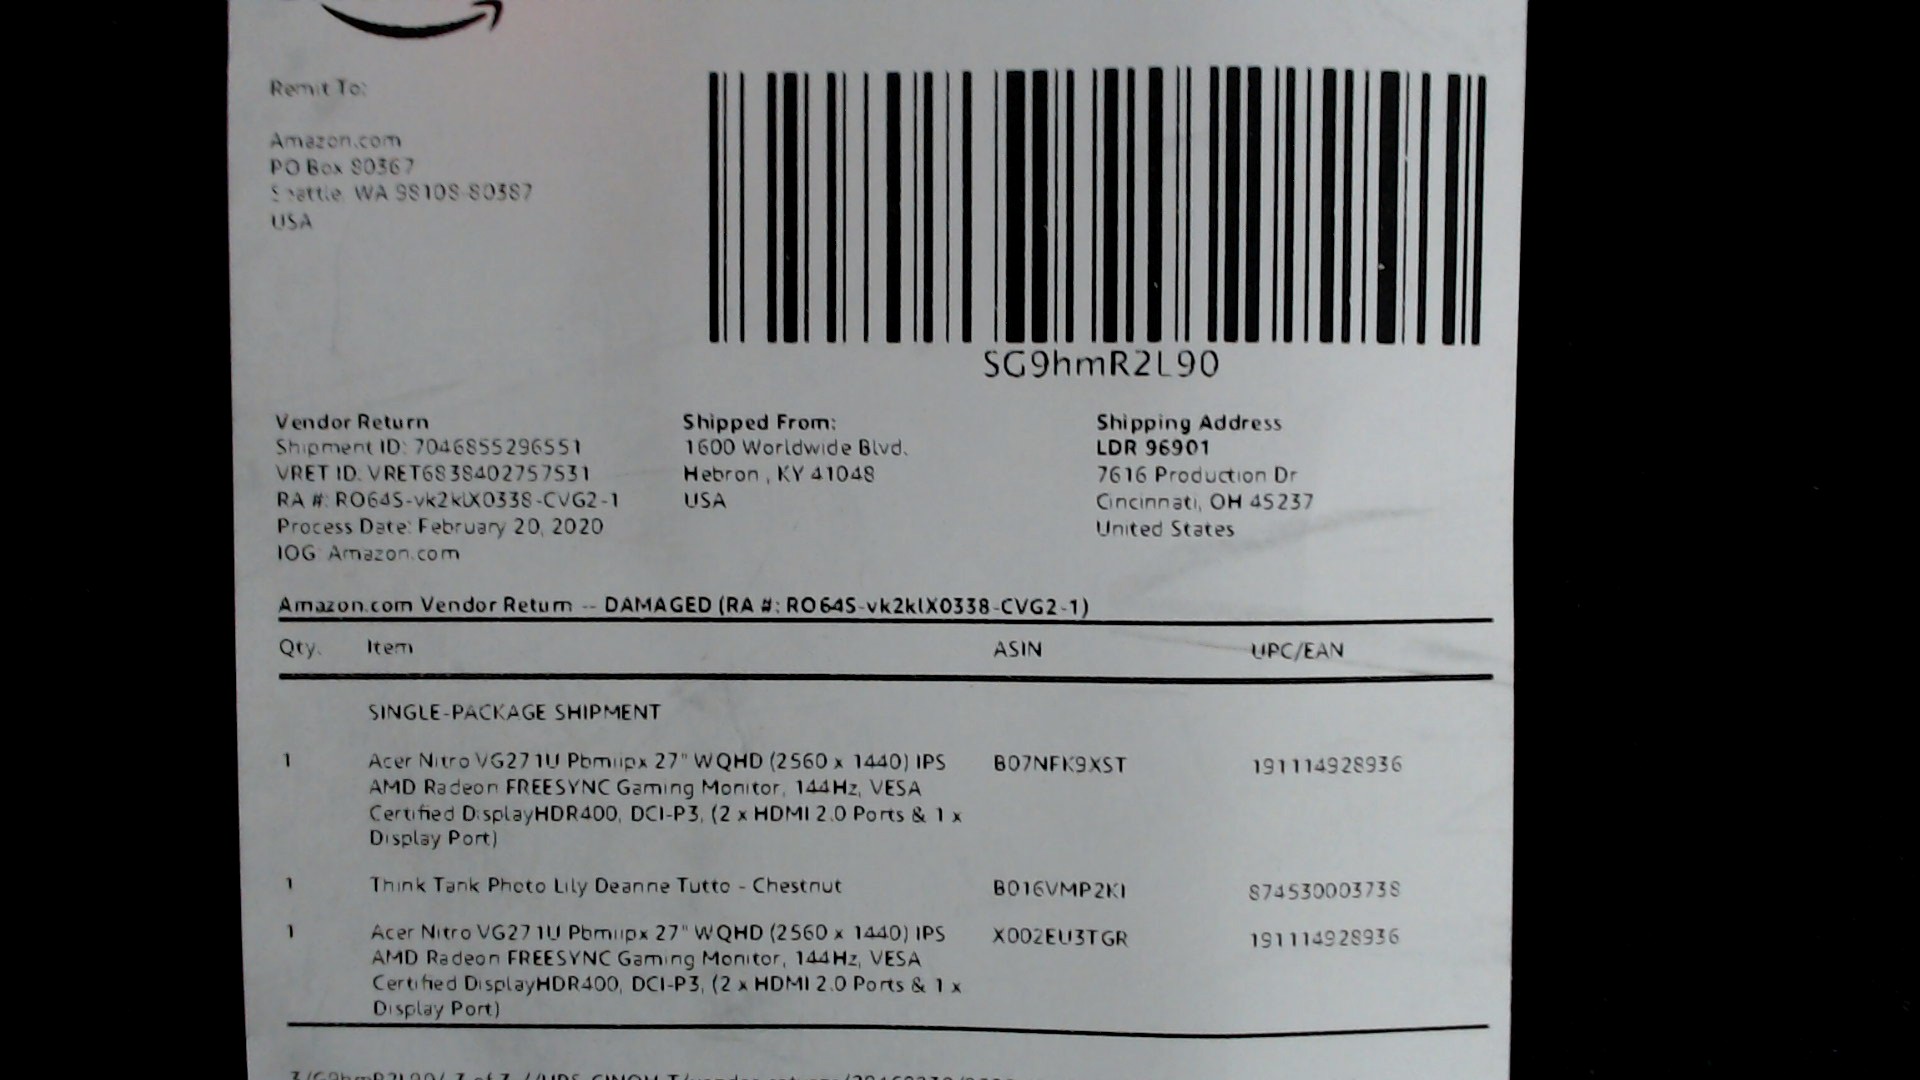 Remit To:
Amazon.com
PO Box 80367
Seattle, WA 98108-80387
USA
SG9hmR2L90
Vendor Return
Shipment ID: 7046855296551
VRET ID: VRET6838402757531
RA #: RO64S-vk2klX0338-CVG2-1
Process Date: February 20, 2020
IOG: Amazon.com
Shipped From:
1600 Worldwide Blvd.
Hebron , KY 41048
USA
Shipping Address
LDR 96901
7616 Production Dr
Cincinnati, OH 45237
United States
Amazon.com Vendor Return -- DAMAGED (RA #: RO64S-vk2klX0338-CVG2-1)
Qty. Item ASIN UPC/EAN
SINGLE-PACKAGE SHIPMENT
1 Acer Nitro VG271U Pbmiipx 27" WQHD (2560 x 1440) IPS B07NFK9XST 191114928936
AMD Radeon FREESYNC Gaming Monitor, 144Hz, VESA
Certified DisplayHDR400, DCI-P3, (2 x HDMI 2.0 Ports & 1 x
Display Port)
1 Think Tank Photo Lily Deanne Tutto - Chestnut B016VMP2KI 874530003738
1 Acer Nitro VG271U Pbmiipx 27" WQHD (2560 x 1440) IPS X002EU3TGR 191114928936
AMD Radeon FREESYNC Gaming Monitor, 144Hz, VESA
Certified DisplayHDR400, DCI-P3, (2 x HDMI 2.0 Ports & 1 x
Display Port)